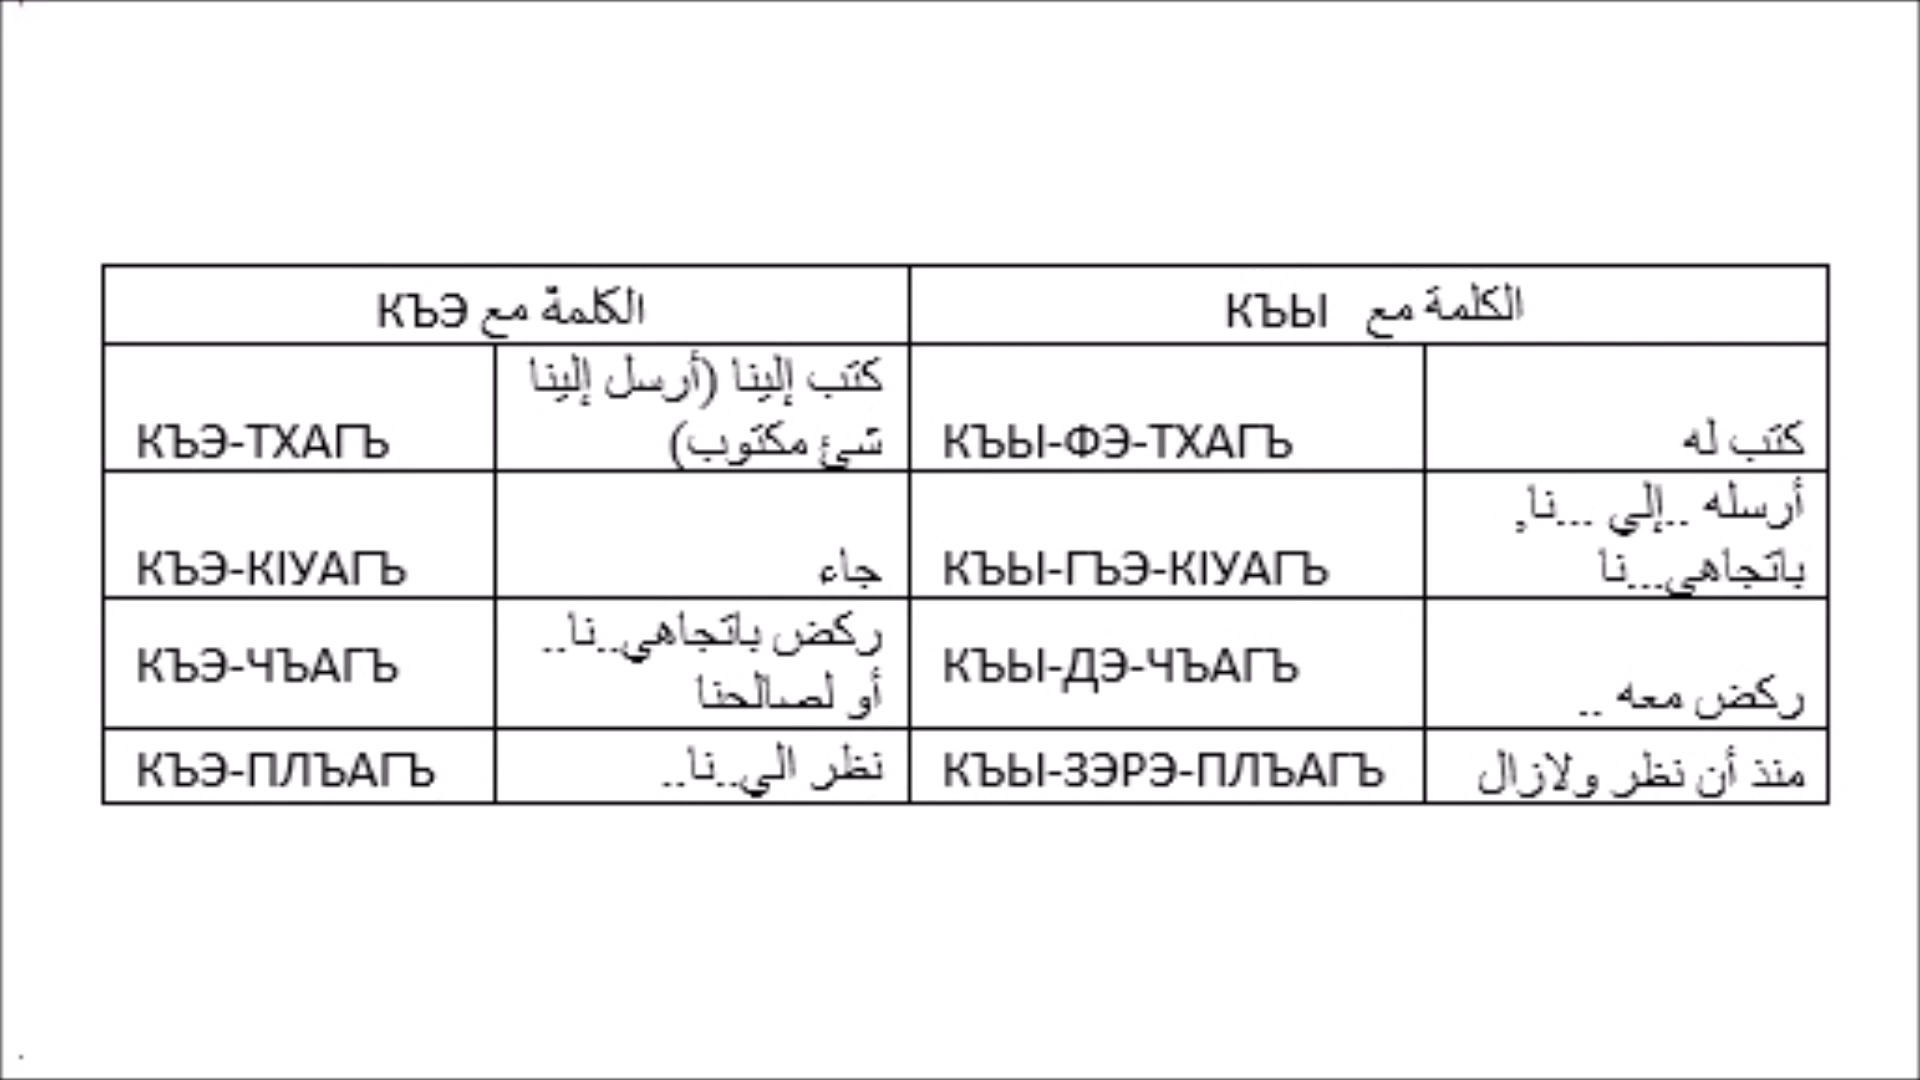 الكلمة مع КЪЭ
الكلمة مع КЪЫ
КЪЭ-ТХАГЪ
كتب إلينا (أرسل إلينا
شئ مكتوب)
КЪЫ-ФЭ-ТХАГЪ
كتب له
КЪЭ-КІУАГЪ
جاء
КЪЫ-ГЪЭ-КІУАГЪ
أرسله ..إلي ...نا,
باتجاهي...نا
КЪЭ-ЧЪАГЪ
ركض باتجاهي..نا..
أو لصالحنا
КЪЫ-ДЭ-ЧЪАГЪ
ركض معه ..
КЪЭ-ПЛЪАГЪ
نظر الي..نا..
КЪЫ-ЗЭРЭ-ПЛЪАГЪ
منذ أن نظر ولازال